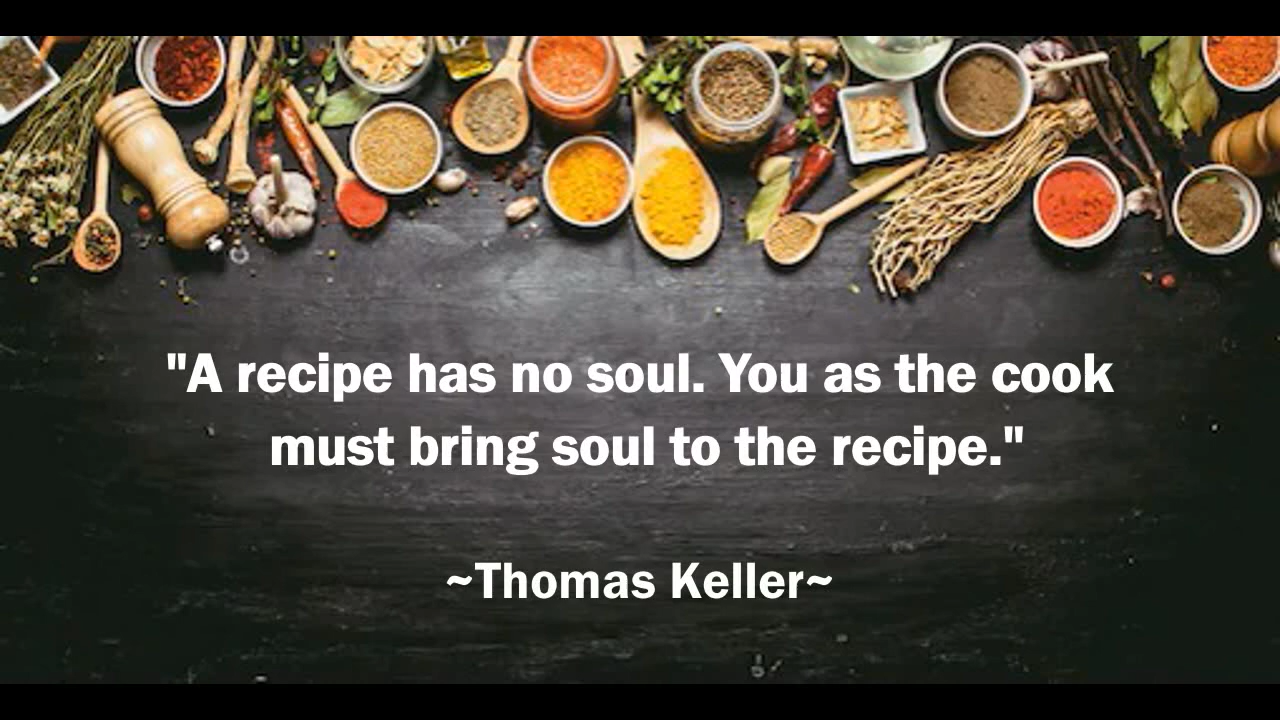 "A recipe has no soul. You as the cook
must bring soul to the recipe."
~Thomas Keller~